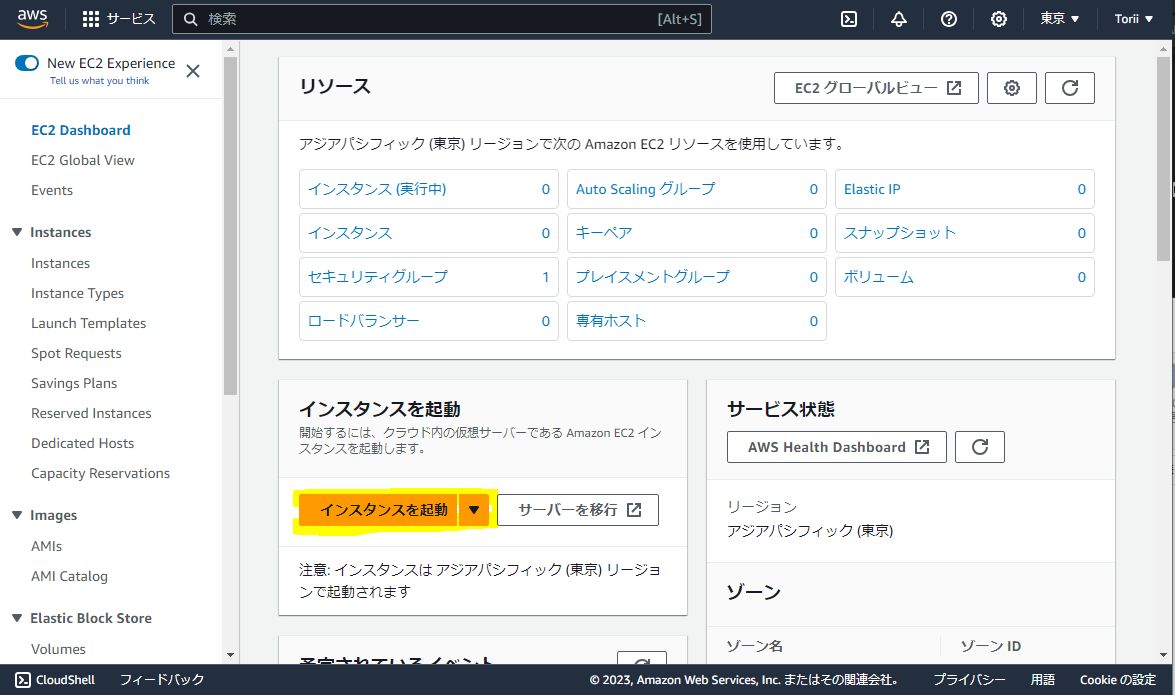 aws
サービス
検索
[Alt+S]
東京
Torii
New EC2 Experience
Tell us what you think
EC2 Dashboard
EC2 Global View
Events
Instances
Instances
Instance Types
Launch Templates
Spot Requests
Savings Plans
Reserved Instances
Dedicated Hosts
Capacity Reservations
Images
AMIs
AMI Catalog
Elastic Block Store
Volumes
リソース
EC2 グローバルビュー
アジアパシフィック (東京) リージョンで次の Amazon EC2 リソースを使用しています。
インスタンス (実行中) 0
Auto Scaling グループ 0
Elastic IP 0
インスタンス 0
キーペア 0
スナップショット 0
セキュリティグループ 1
プレイスメントグループ 0
ボリューム 0
ロードバランサー 0
専有ホスト 0
インスタンスを起動
開始するには、クラウド内の仮想サーバーである Amazon EC2 イン
スタンスを起動します。
インスタンスを起動
サーバーを移行
注意: インスタンスは アジアパシフィック (東京) リージョ
ンで起動されます
予定されているイベント
サービス状態
AWS Health Dashboard
リージョン
アジアパシフィック (東京)
ゾーン
ゾーン名
ゾーン ID
CloudShell
フィードバック
© 2023, Amazon Web Services, Inc. またはその関連会社。
プライバシー
用語
Cookie の設定